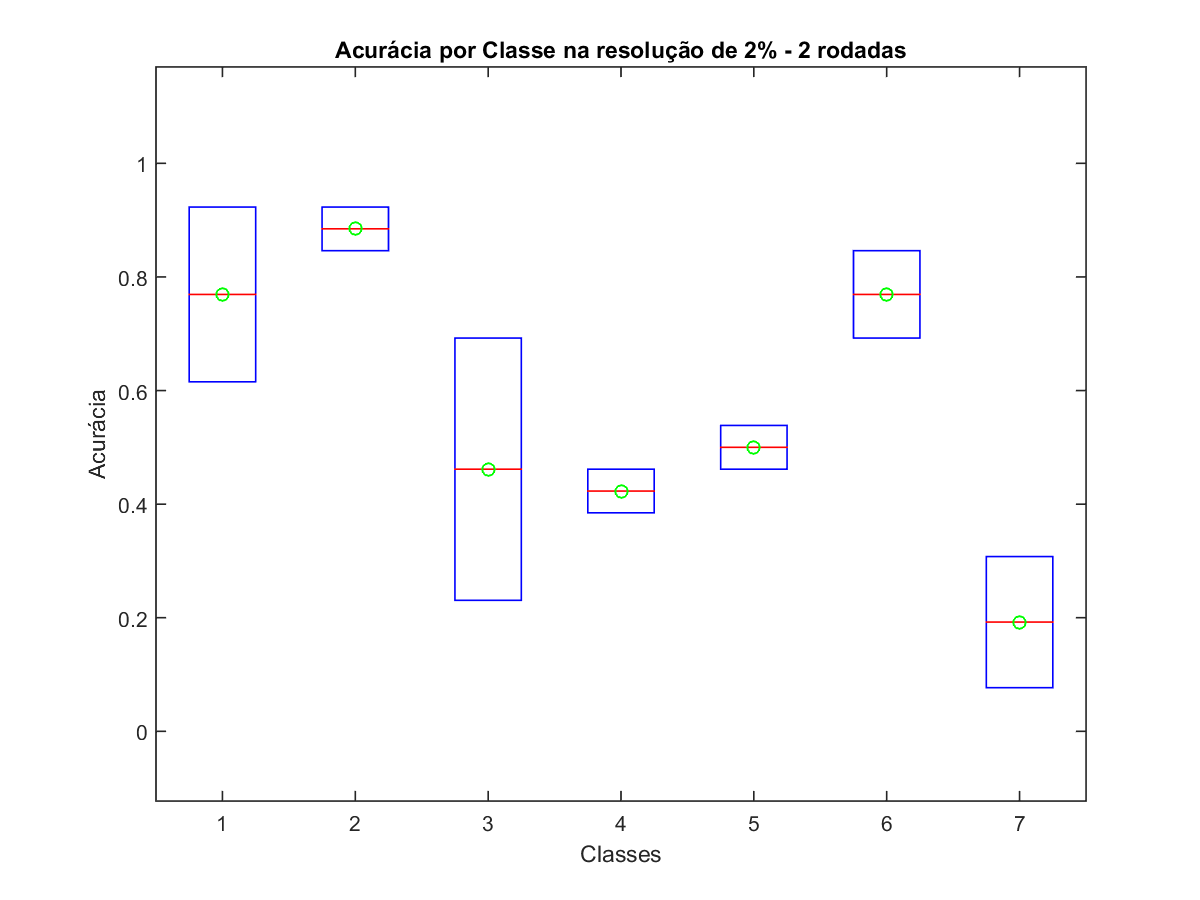 Acurácia por Classe na resolução de 2% - 2 rodadas
1
0.8
0.6
0.4
0.2
0
Acurácia
1 2 3 4 5 6 7
Classes